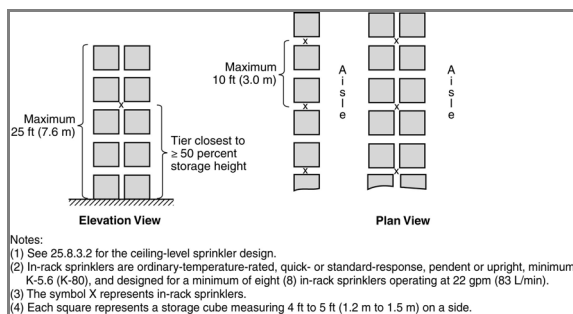 Maximum
25 ft (7.6 m)
x
Tier closest to
≥ 50 percent
storage height
Elevation View
Maximum
10 ft (3.0 m)
x
x
x
A
i
s
l
e
x
x
x
A
i
s
l
e
Plan View
Notes:
(1) See 25.8.3.2 for the ceiling-level sprinkler design.
(2) In-rack sprinklers are ordinary-temperature-rated, quick- or standard-response, pendent or upright, minimum
K-5.6 (K-80), and designed for a minimum of eight (8) in-rack sprinklers operating at 22 gpm (83 L/min).
(3) The symbol X represents in-rack sprinklers.
(4) Each square represents a storage cube measuring 4 ft to 5 ft (1.2 m to 1.5 m) on a side.